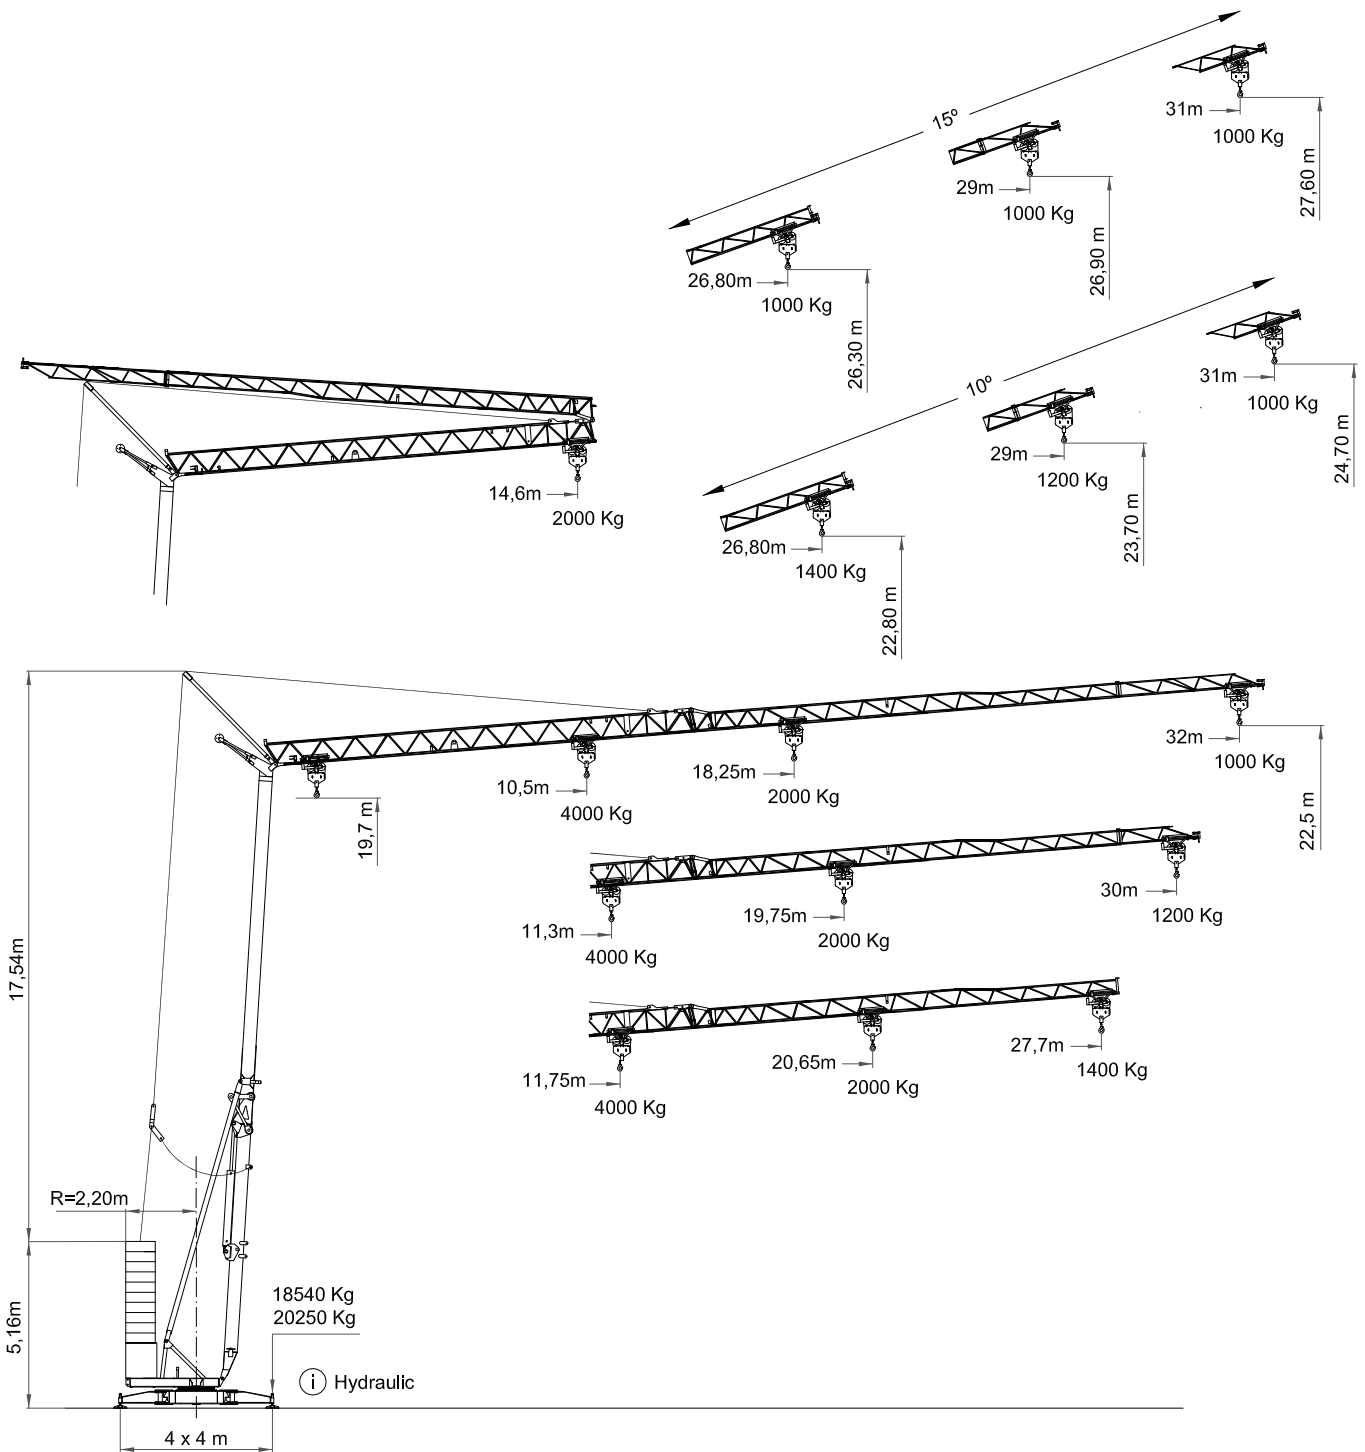 15º
31m
1000 Kg
27,60 m
29m
1000 Kg
26,90 m
26,80m
1000 Kg
26,30 m
10º
31m
1000 Kg
24,70 m
29m
1200 Kg
23,70 m
26,80m
1400 Kg
22,80 m
14,6m
2000 Kg
17,54m
19,7 m
10,5m
4000 Kg
18,25m
2000 Kg
32m
1000 Kg
22,5 m
11,3m
4000 Kg
19,75m
2000 Kg
30m
1200 Kg
11,75m
4000 Kg
20,65m
2000 Kg
27,7m
1400 Kg
R=2,20m
5,16m
18540 Kg
20250 Kg
i Hydraulic
4 x 4 m